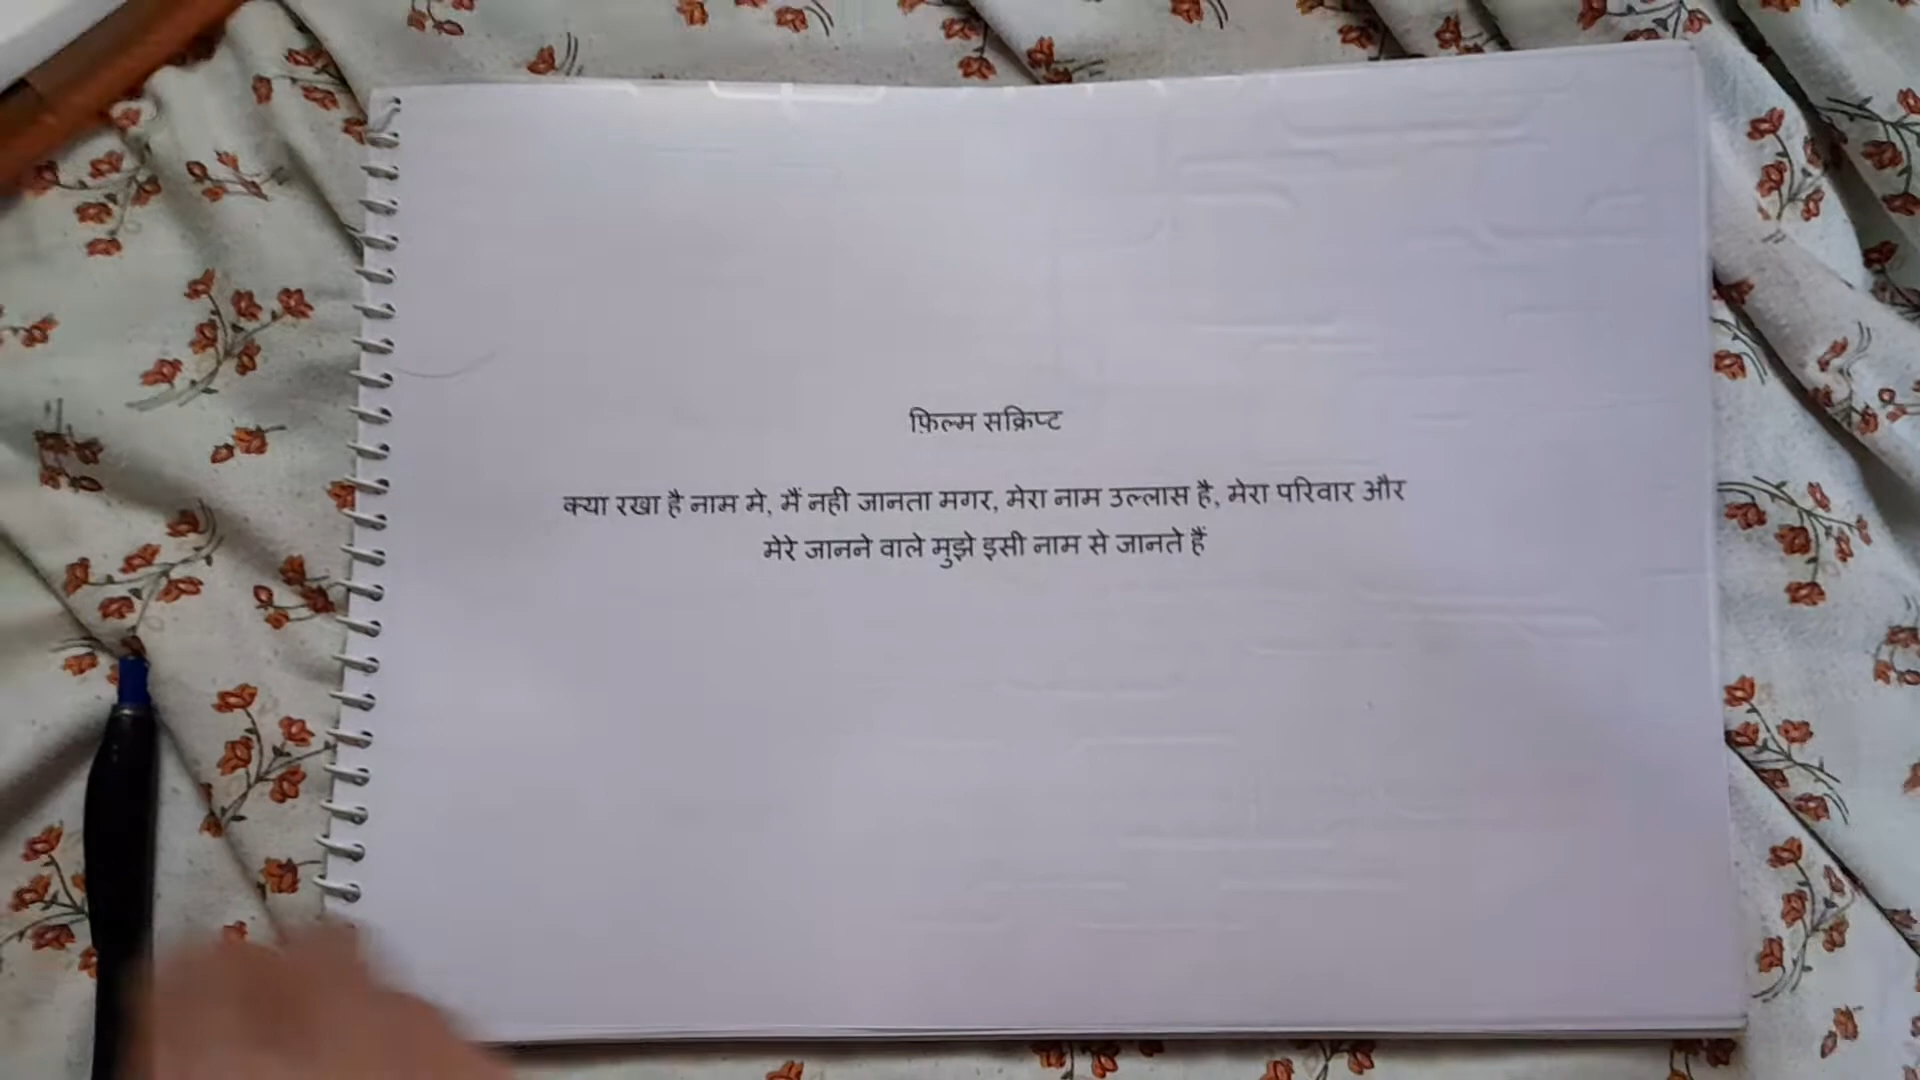 फ़िल्म सक्रिप्ट
क्या रखा है नाम मे, मैं नही जानता मगर, मेरा नाम उल्लास है, मेरा परिवार और
मेरे जानने वाले मुझे इसी नाम से जानते हैं